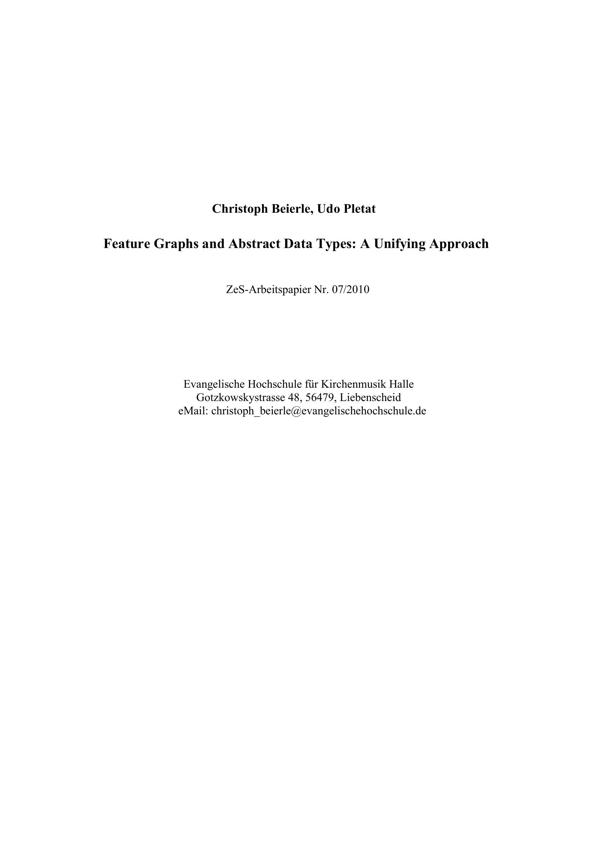 Christoph Beierle, Udo Pletat
Feature Graphs and Abstract Data Types: A Unifying Approach
ZeS-Arbeitspapier Nr. 07/2010
Evangelische Hochschule für Kirchenmusik Halle
Gotzkowskystrasse 48, 56479, Liebenscheid
eMail: christoph_beierle@evangelischehochschule.de